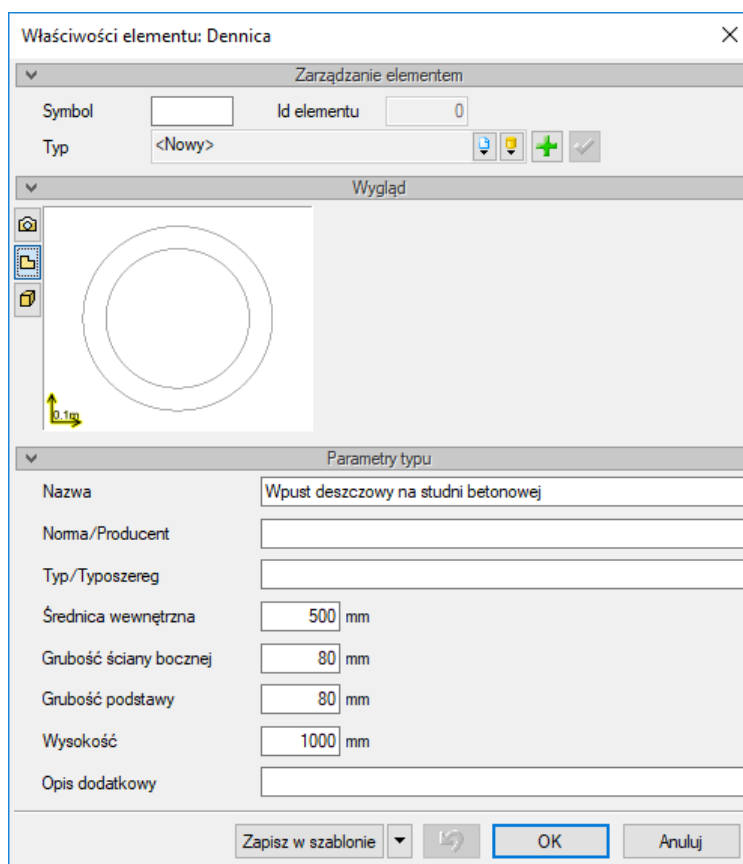 Właściwości elementu: Dennica
Zarządzanie elementem
Symbol Id elementu 0
Typ <Nowy>
Wygląd
0.1m
Parametry typu
Nazwa Wpust deszczowy na studni betonowej
Norma/Producent
Typ/Typoszereg
Średnica wewnętrzna 500 mm
Grubość ściany bocznej 80 mm
Grubość podstawy 80 mm
Wysokość 1000 mm
Opis dodatkowy
Zapisz w szablonie OK Anuluj